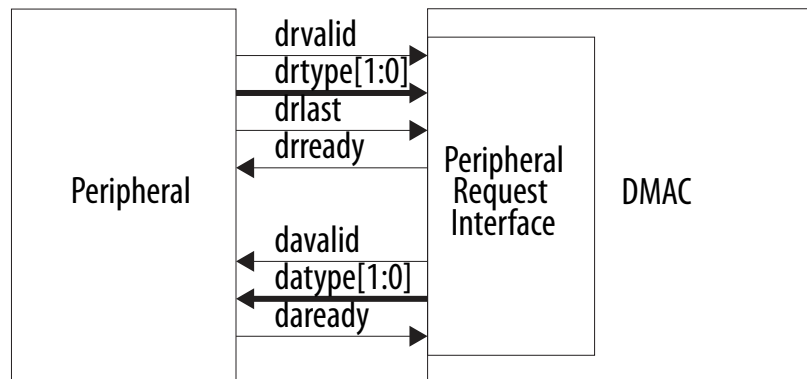 drvalid
drtype[1:0]
drlast
drready
Peripheral
Peripheral
Request
Interface
DMAC
davalid
datype[1:0]
daready